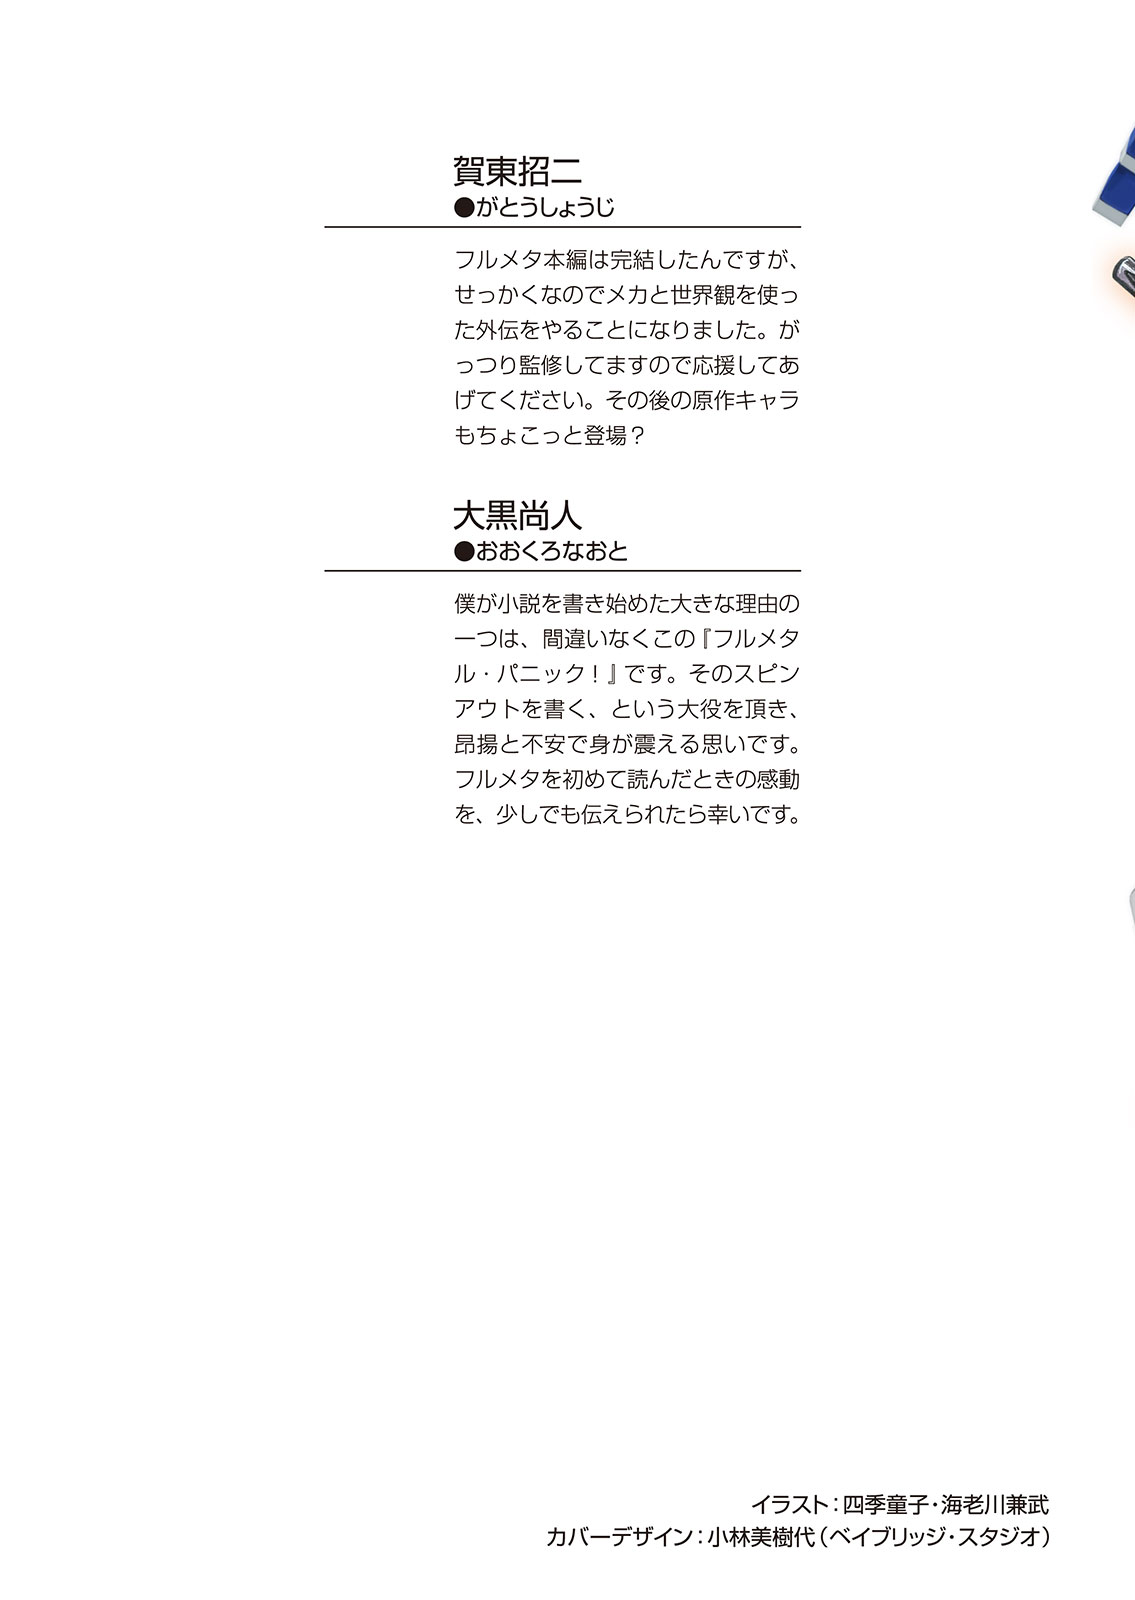 賀東招二
●がとうしょうじ
フルメタ本編は完結したんですが、
せっかくなのでメカと世界観を使っ
た外伝をやることになりました。が
っつり監修してますので応援してあ
げてください。その後の原作キャラ
もちょこっと登場？
大黒尚人
●おおくろなおと
僕が小説を書き始めた大きな理由の
一つは、間違いなくこの『フルメタ
ル・パニック！』です。そのスピン
アウトを書く、という大役を頂き、
昂揚と不安で身が震える思いです。
フルメタを初めて読んだときの感動
を、少しでも伝えられたら幸いです。
イラスト：四季童子・海老川兼武
カバーデザイン：小林美樹代（ベイブリッジ・スタジオ）